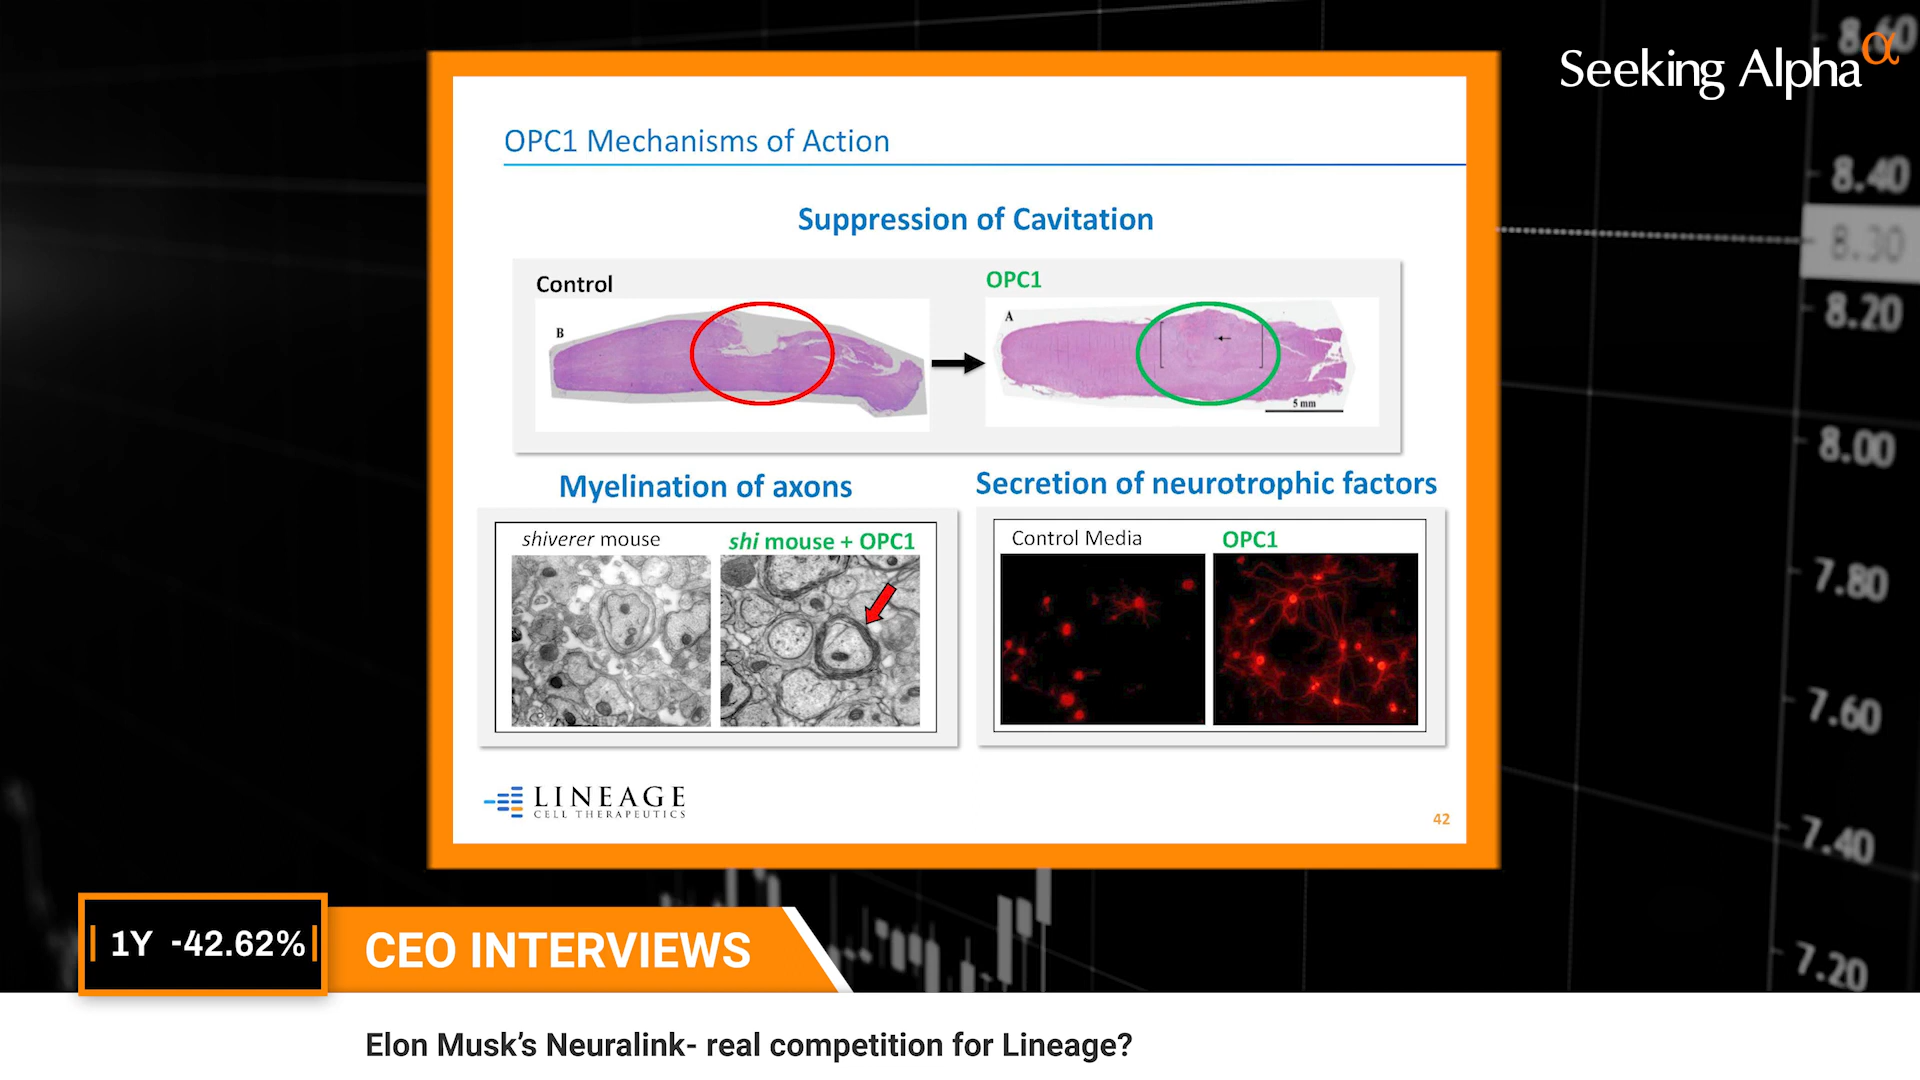 Seeking Alpha α
OPC1 Mechanisms of Action
Suppression of Cavitation
Control
OPC1
B
A
5 mm
Myelination of axons
Secretion of neurotrophic factors
shiverer mouse
shi mouse + OPC1
Control Media
OPC1
LINEAGE
CELL THERAPEUTICS
42
8.60
8.40
8.30
8.20
8.00
7.80
7.60
7.40
7.20
1Y -42.62%
CEO INTERVIEWS
Elon Musk's Neuralink- real competition for Lineage?